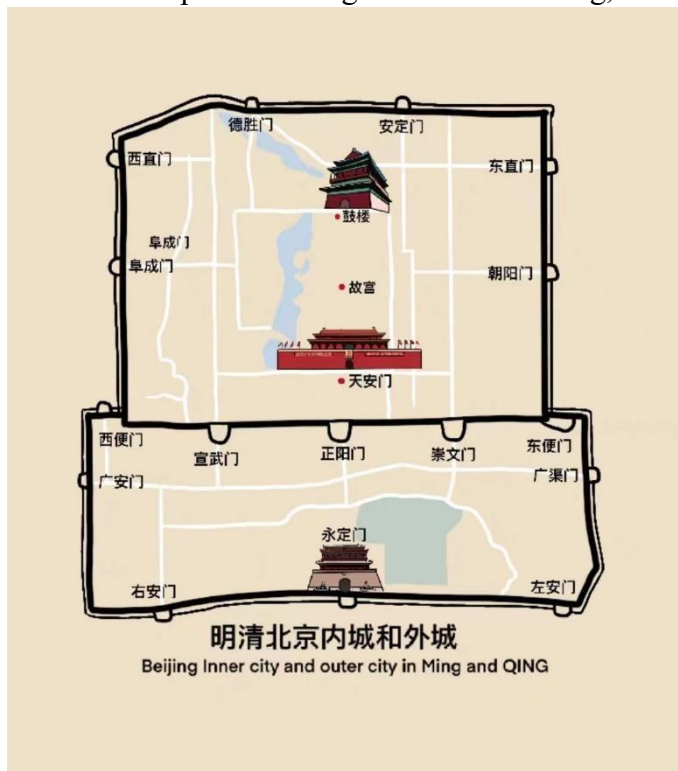 德胜门
安定门
西直门
东直门
鼓楼
阜成门
阜成门
故宫
朝阳门
天安门
西便门
宣武门
正阳门
崇文门
东便门
广安门
广渠门
永定门
右安门
左安门
明清北京内城和外城
Beijing Inner city and outer city in Ming and QING